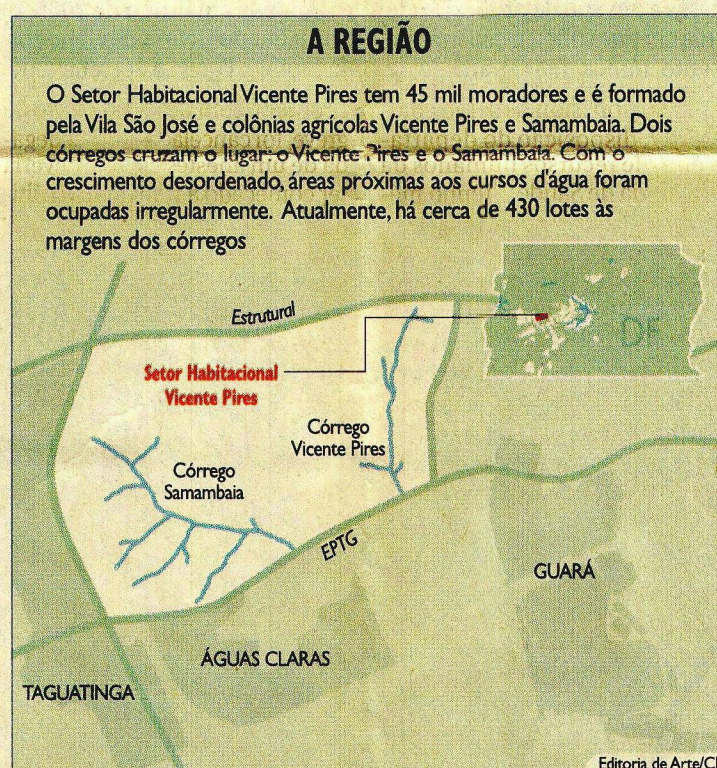 A REGIÃO
O Setor Habitacional Vicente Pires tem 45 mil moradores e é formado
pela Vila São José e colônias agrícolas Vicente Pires e Samambaia. Dois
córregos cruzam o lugar: o Vicente Pires e o Samambaia. Com o
crescimento desordenado, áreas próximas aos cursos d'água foram
ocupadas irregularmente. Atualmente, há cerca de 430 lotes às
margens dos córregos
Estrutural
DF
Setor Habitacional
Vicente Pires
Córrego
Vicente Pires
Córrego
Samambaia
EPTG
GUARÁ
ÁGUAS CLARAS
TAGUATINGA
Editoria de Arte/